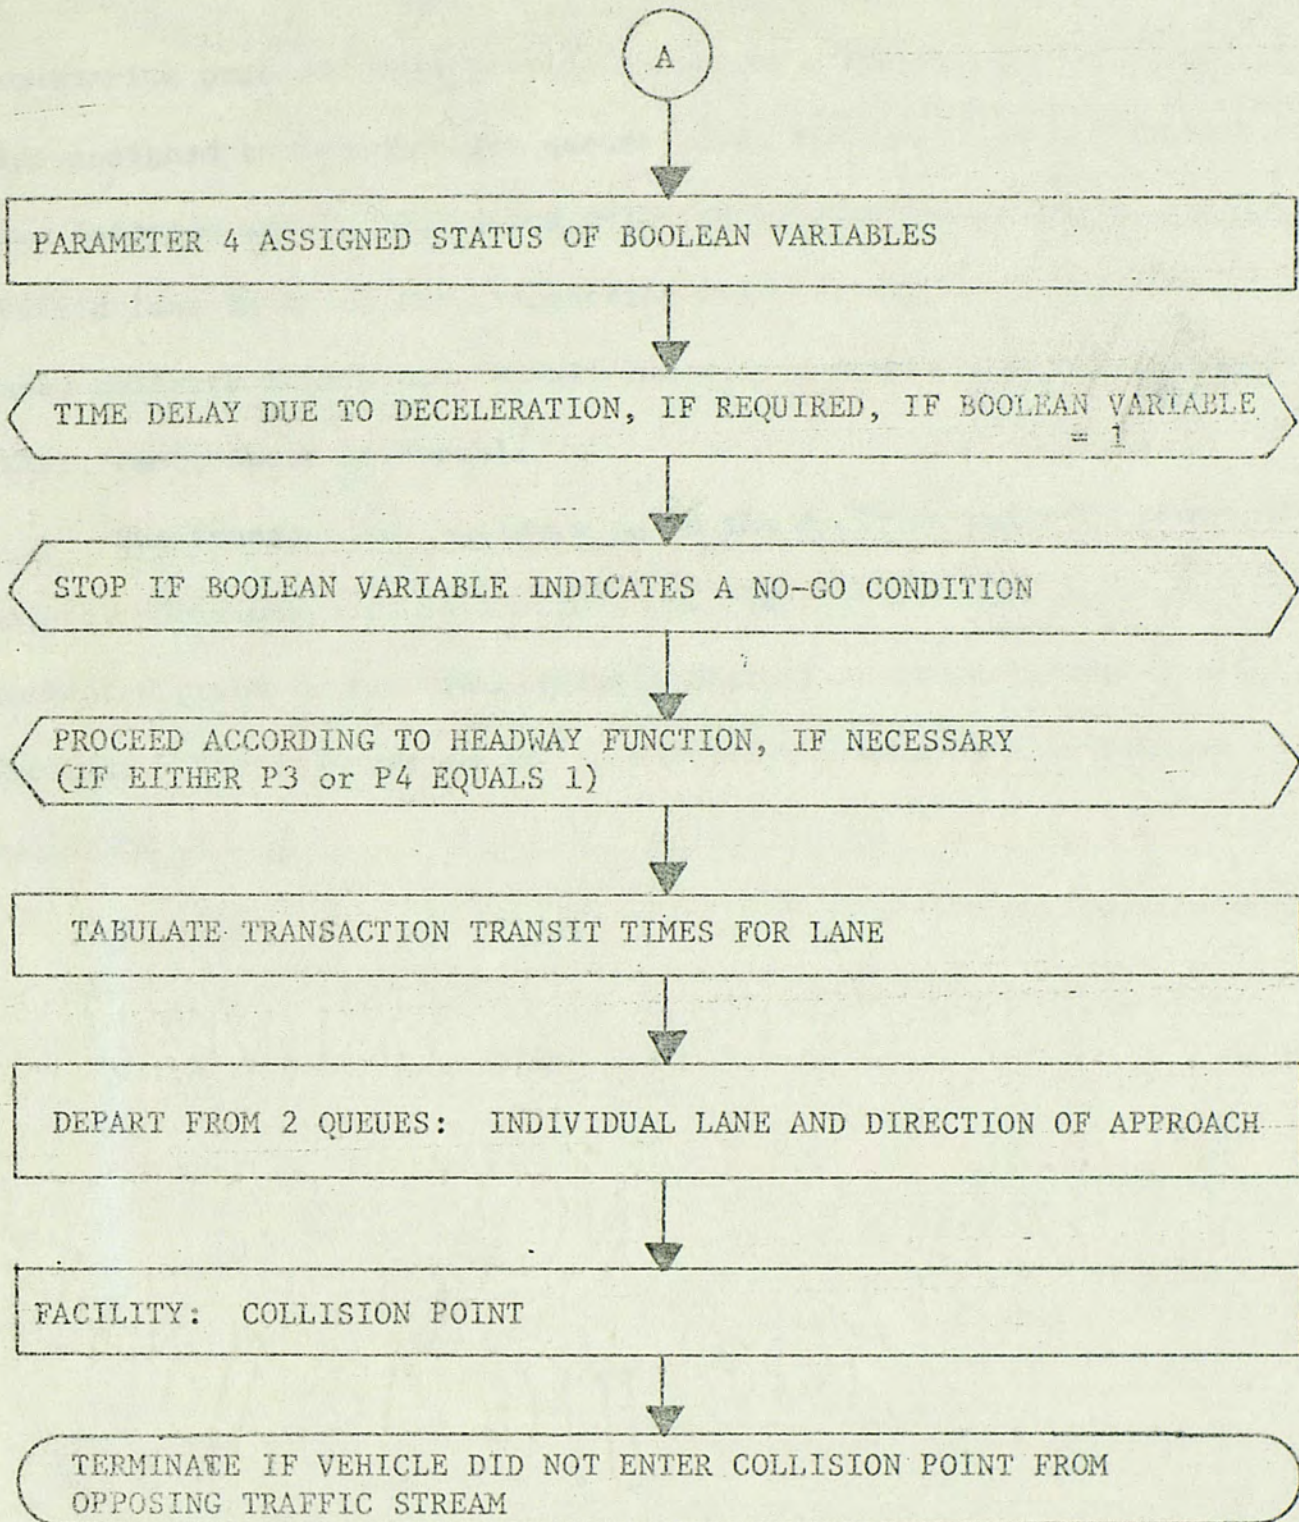 A
PARAMETER 4 ASSIGNED STATUS OF BOOLEAN VARIABLES
TIME DELAY DUE TO DECELERATION, IF REQUIRED, IF BOOLEAN VARIABLE
= 1
STOP IF BOOLEAN VARIABLE INDICATES A NO-GO CONDITION
PROCEED ACCORDING TO HEADWAY FUNCTION, IF NECESSARY
(IF EITHER P3 or P4 EQUALS 1)
TABULATE TRANSACTION TRANSIT TIMES FOR LANE
DEPART FROM 2 QUEUES: INDIVIDUAL LANE AND DIRECTION OF APPROACH
FACILITY: COLLISION POINT
TERMINATE IF VEHICLE DID NOT ENTER COLLISION POINT FROM
OPPOSING TRAFFIC STREAM